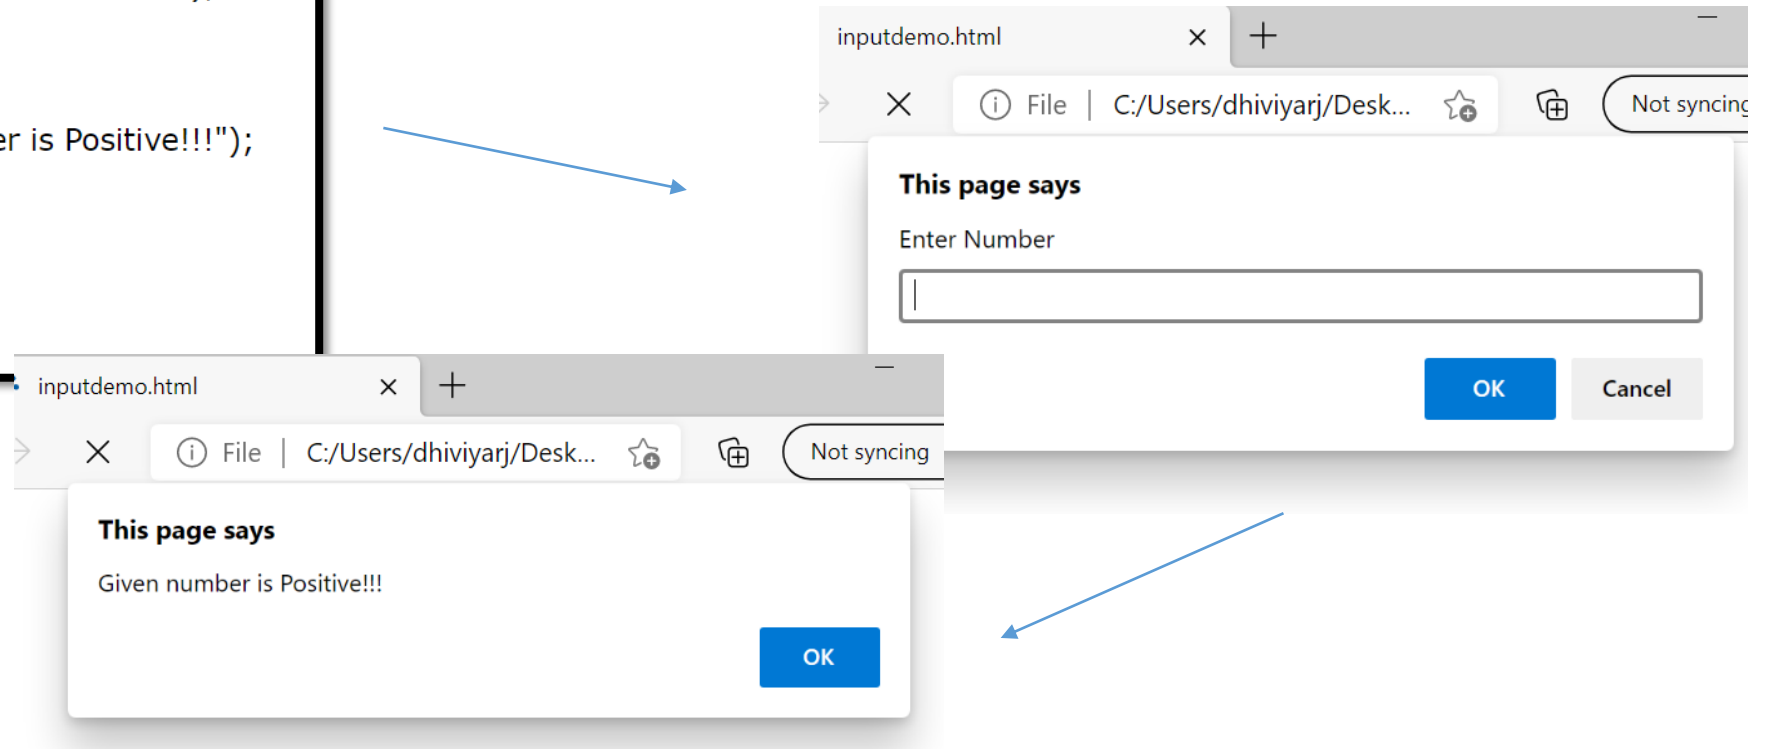 er is Positive!!!");
inputdemo.html
File | C:/Users/dhiviyarj/Desk...
Not syncing
This page says
Enter Number
OK
Cancel
inputdemo.html
File | C:/Users/dhiviyarj/Desk...
Not syncing
This page says
Given number is Positive!!!
OK